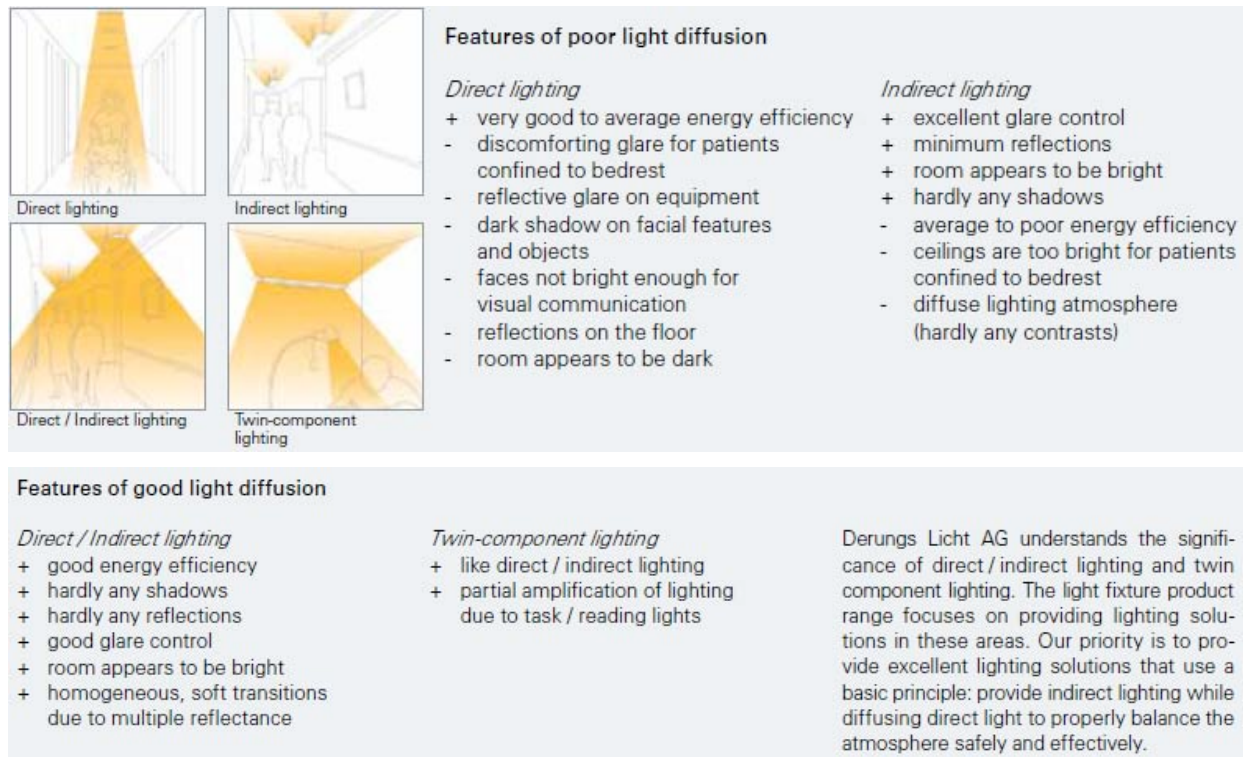 Direct lighting
Indirect lighting
Direct / Indirect lighting
Twin-component
lighting
Features of poor light diffusion
Direct lighting
+ very good to average energy efficiency
- discomforting glare for patients
confined to bedrest
- reflective glare on equipment
- dark shadow on facial features
and objects
- faces not bright enough for
visual communication
- reflections on the floor
- room appears to be dark
Indirect lighting
+ excellent glare control
+ minimum reflections
+ room appears to be bright
+ hardly any shadows
- average to poor energy efficiency
- ceilings are too bright for patients
confined to bedrest
- diffuse lighting atmosphere
(hardly any contrasts)
Features of good light diffusion
Direct / Indirect lighting
+ good energy efficiency
+ hardly any shadows
+ hardly any reflections
+ good glare control
+ room appears to be bright
+ homogeneous, soft transitions
due to multiple reflectance
Twin-component lighting
+ like direct / indirect lighting
+ partial amplification of lighting
due to task / reading lights
Derungs Licht AG understands the signifi-
cance of direct / indirect lighting and twin
component lighting. The light fixture product
range focuses on providing lighting solu-
tions in these areas. Our priority is to pro-
vide excellent lighting solutions that use a
basic principle: provide indirect lighting while
diffusing direct light to properly balance the
atmosphere safely and effectively.